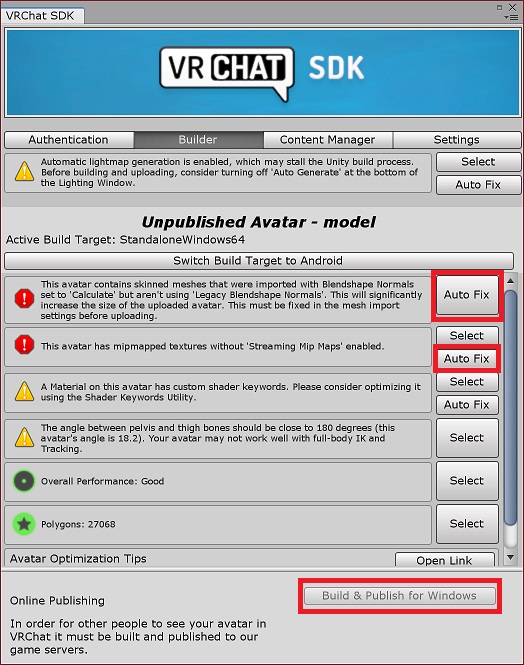 VRChat SDK
VRCHAT SDK
Authentication
Builder
Content Manager
Settings
Automatic lightmap generation is enabled, which may stall the Unity build process.
Before building and uploading, consider turning off 'Auto Generate' at the bottom
of the Lighting Window.
Select
Auto Fix
Unpublished Avatar - model
Active Build Target: StandaloneWindows64
Switch Build Target to Android
This avatar contains skinned meshes that were imported with Blendshape Normals
set to 'Calculate' but aren't using 'Legacy Blendshape Normals'. This will significantly
increase the size of the uploaded avatar. This must be fixed in the mesh import
settings before uploading.
Auto Fix
This avatar has mipmapped textures without 'Streaming Mip Maps' enabled.
Select
Auto Fix
A Material on this avatar has custom shader keywords. Please consider optimizing it
using the Shader Keywords Utility.
Select
Auto Fix
The angle between pelvis and thigh bones should be close to 180 degrees (this
avatar's angle is 18.2). Your avatar may not work well with full-body IK and
Tracking.
Select
Overall Performance: Good
Select
Polygons: 27068
Select
Avatar Optimization Tips
Open Link
Online Publishing
Build & Publish for Windows
In order for other people to see your avatar in
VRChat it must be built and published to our
game servers.